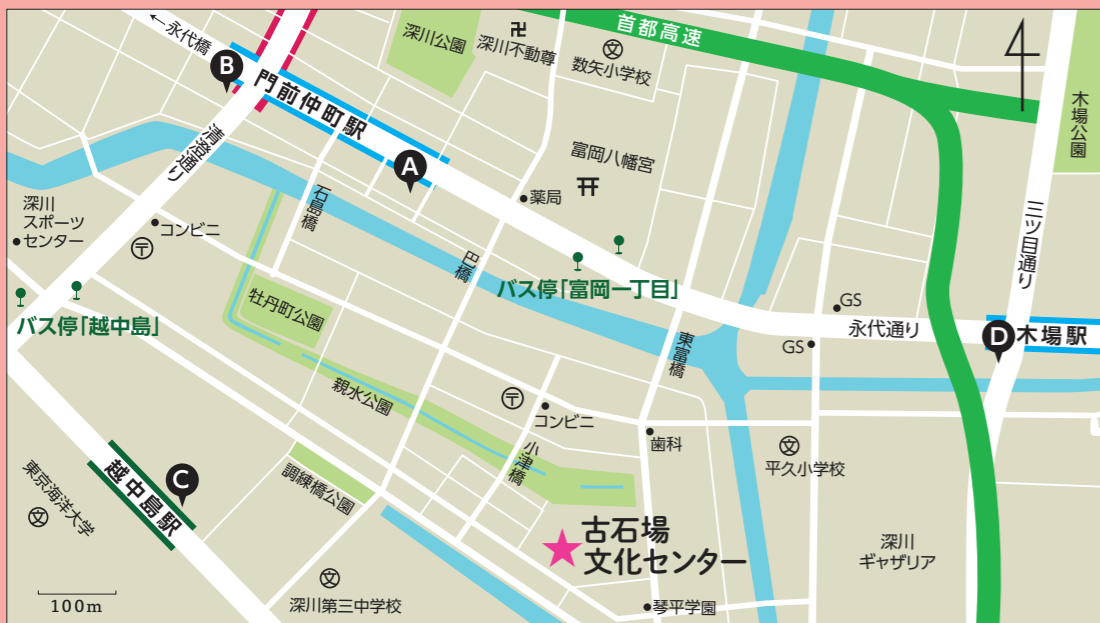 ←永代橋
B
門前仲町駅
深川公園
卍
深川不動尊
文
数矢小学校
首都高速
木場公園
清澄通り
A
石島橋
薬局
富岡八幡宮
深川
スポーツ
センター
コンビニ
〒
巴橋
バス停「富岡一丁目」
三ツ目通り
バス停「越中島」
牡丹町公園
GS
永代通り
GS
D
木場駅
東富橋
親水公園
〒
コンビニ
小津橋
歯科
文
平久小学校
越中島駅
C
東京海洋大学
文
調練橋公園
古石場
文化センター
深川
ギャザリア
文
深川第三中学校
琴平学園
100m